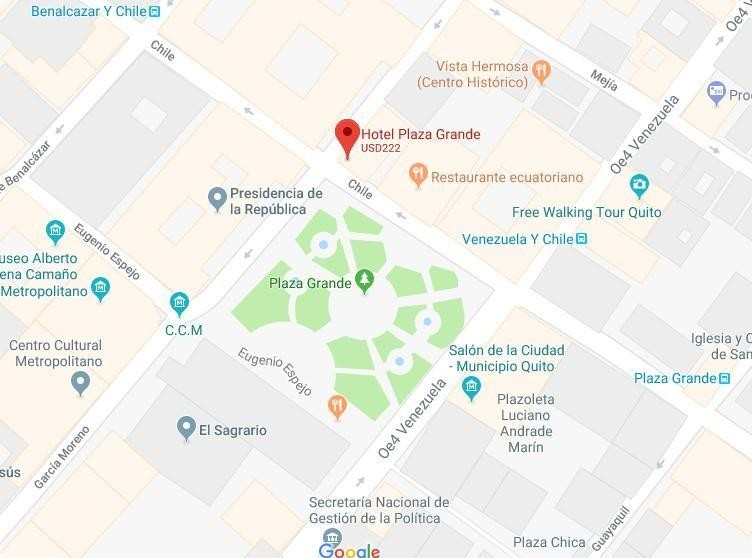 Benalcazar Y Chile
Chile
Oe4
Vista Hermosa
(Centro Histórico)
Mejía
Pro
Oe4 Venezuela
Hotel Plaza Grande
USD222
e Benalcázar
Restaurante ecuatoriano
Chile
Presidencia de
la República
Free Walking Tour Quito
Venezuela Y Chile
Eugenio Espejo
useo Alberto
ena Camaño
Metropolitano
Plaza Grande
C.C.M
Centro Cultural
Metropolitano
Eugenio Espejo
Salón de la Ciudad
- Municipio Quito
Iglesia y C
de San
Plaza Grande
Plazoleta
Luciano
Andrade
Marín
Oe4 Venezuela
El Sagrario
García Moreno
sús
Secretaría Nacional de
Gestión de la Política
Plaza Chica
Guayaquil
Google